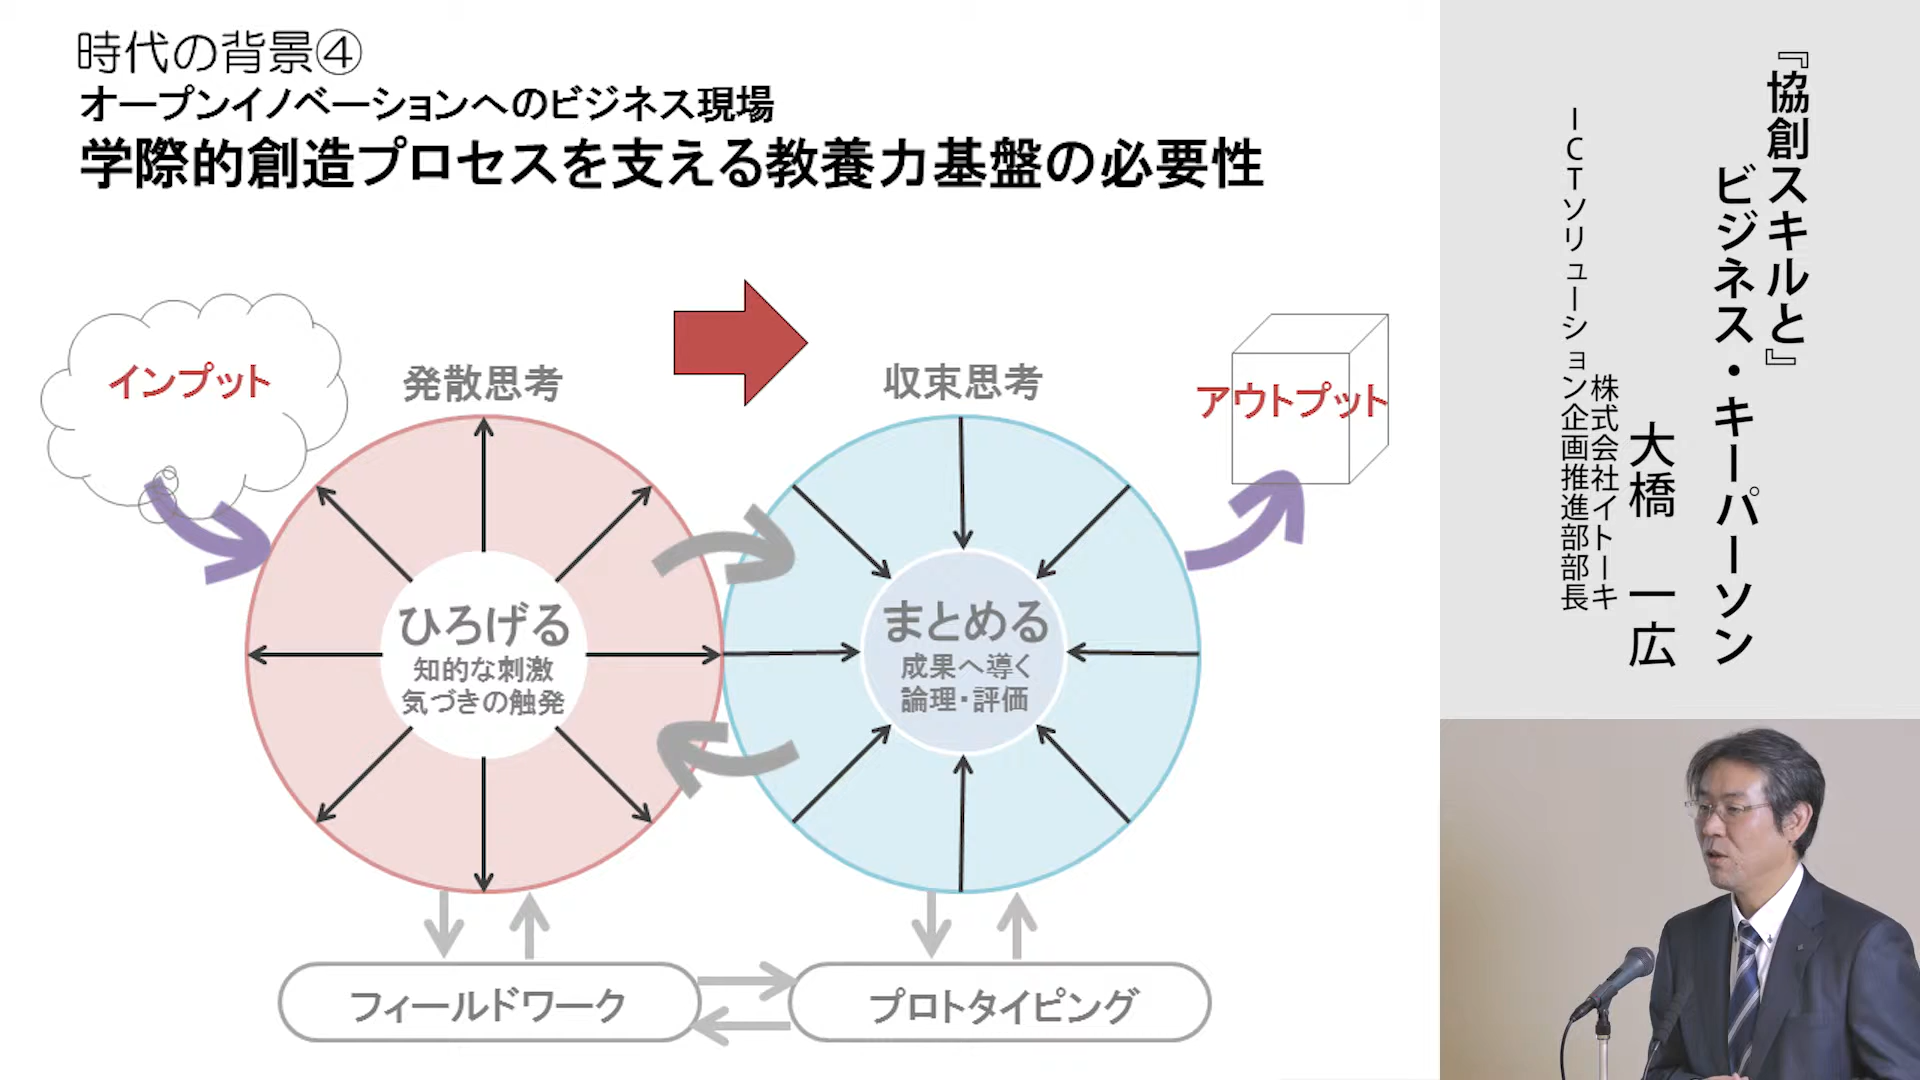 時代の背景④
オープンイノベーションへのビジネス現場
学際的創造プロセスを支える教養力基盤の必要性
インプット
発散思考
収束思考
アウトプット
ひろげる
知的な刺激
気づきの触発
まとめる
成果へ導く
論理・評価
フィールドワーク
プロトタイピング
『協創スキルと』
ビジネス・キーパーソン
大橋 一広
株式会社イトーキ
ICTソリューション企画推進部部長